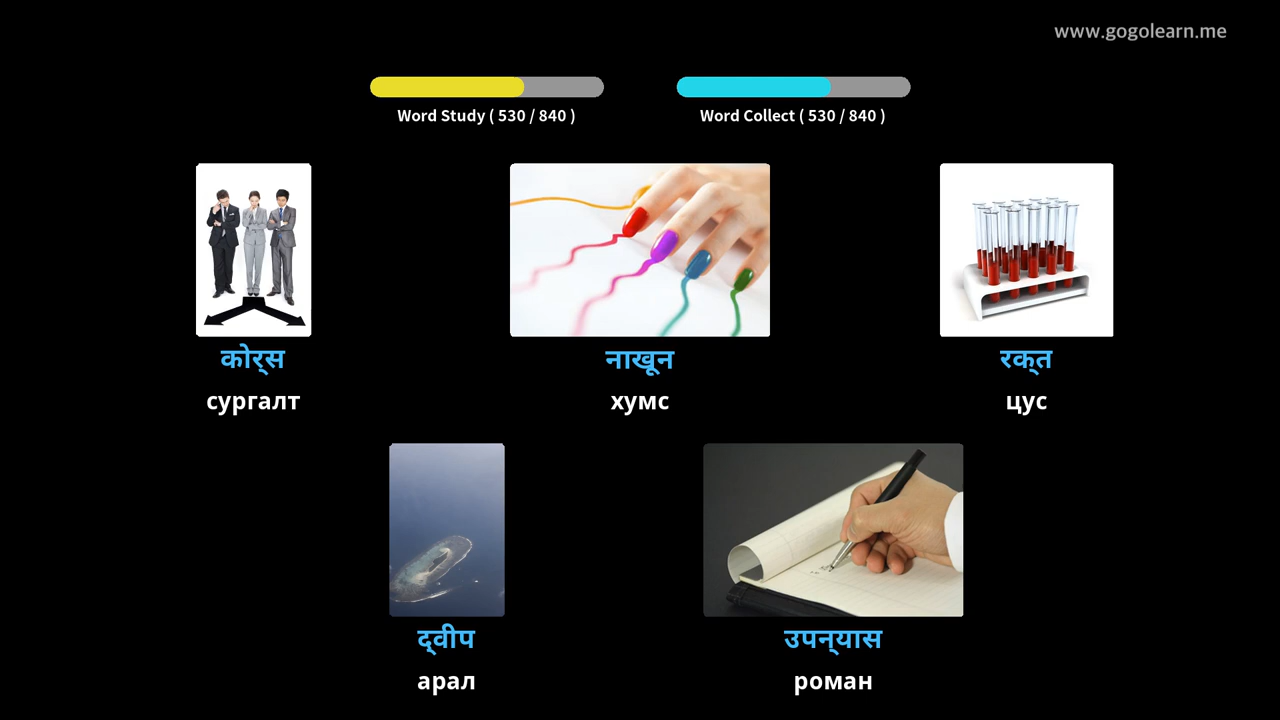 www.gogolearn.me
Word Study ( 530 / 840 )
Word Collect ( 530 / 840 )
कोर्स
сургалт
नाखून
хумс
रक्त
цус
द्वीप
арал
उपन्यास
роман